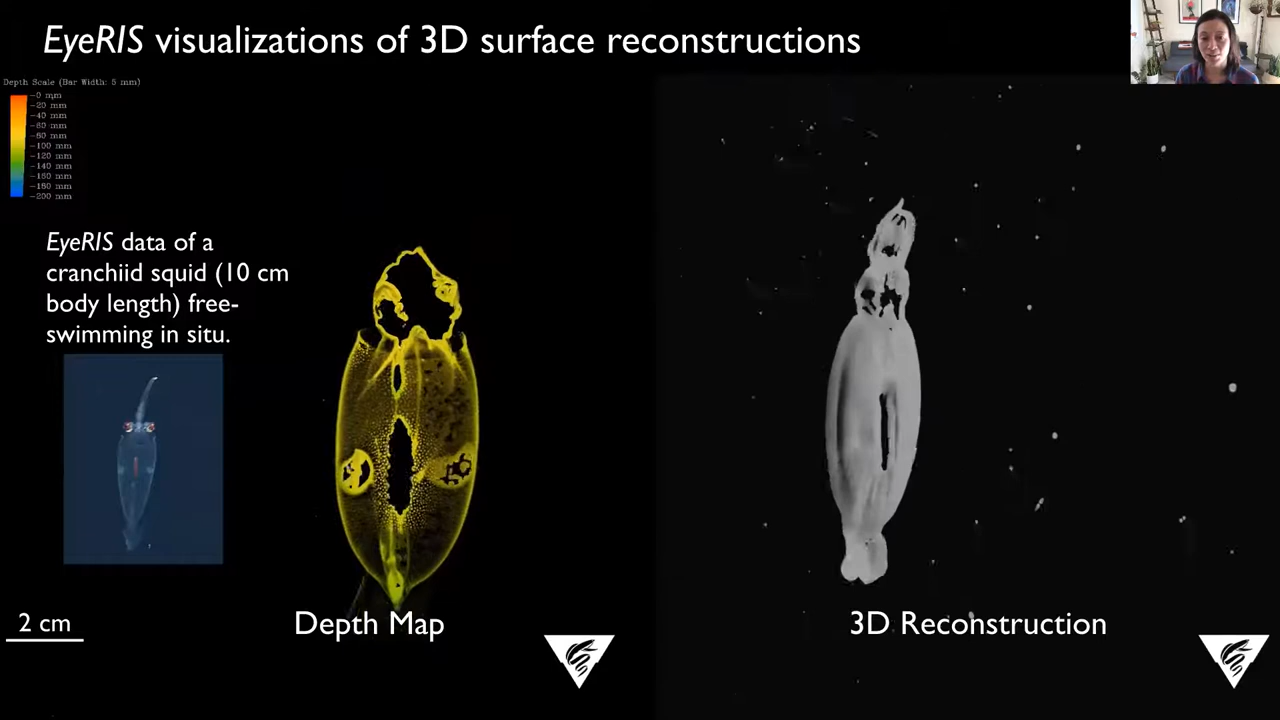 EyeRIS visualizations of 3D surface reconstructions
Depth Scale (Bar Width: 5 mm)
-0 mm
-20 mm
-40 mm
-60 mm
-80 mm
-100 mm
-120 mm
-140 mm
-160 mm
-180 mm
-200 mm
EyeRIS data of a
cranchiid squid (10 cm
body length) free-
swimming in situ.
2 cm
Depth Map
3D Reconstruction